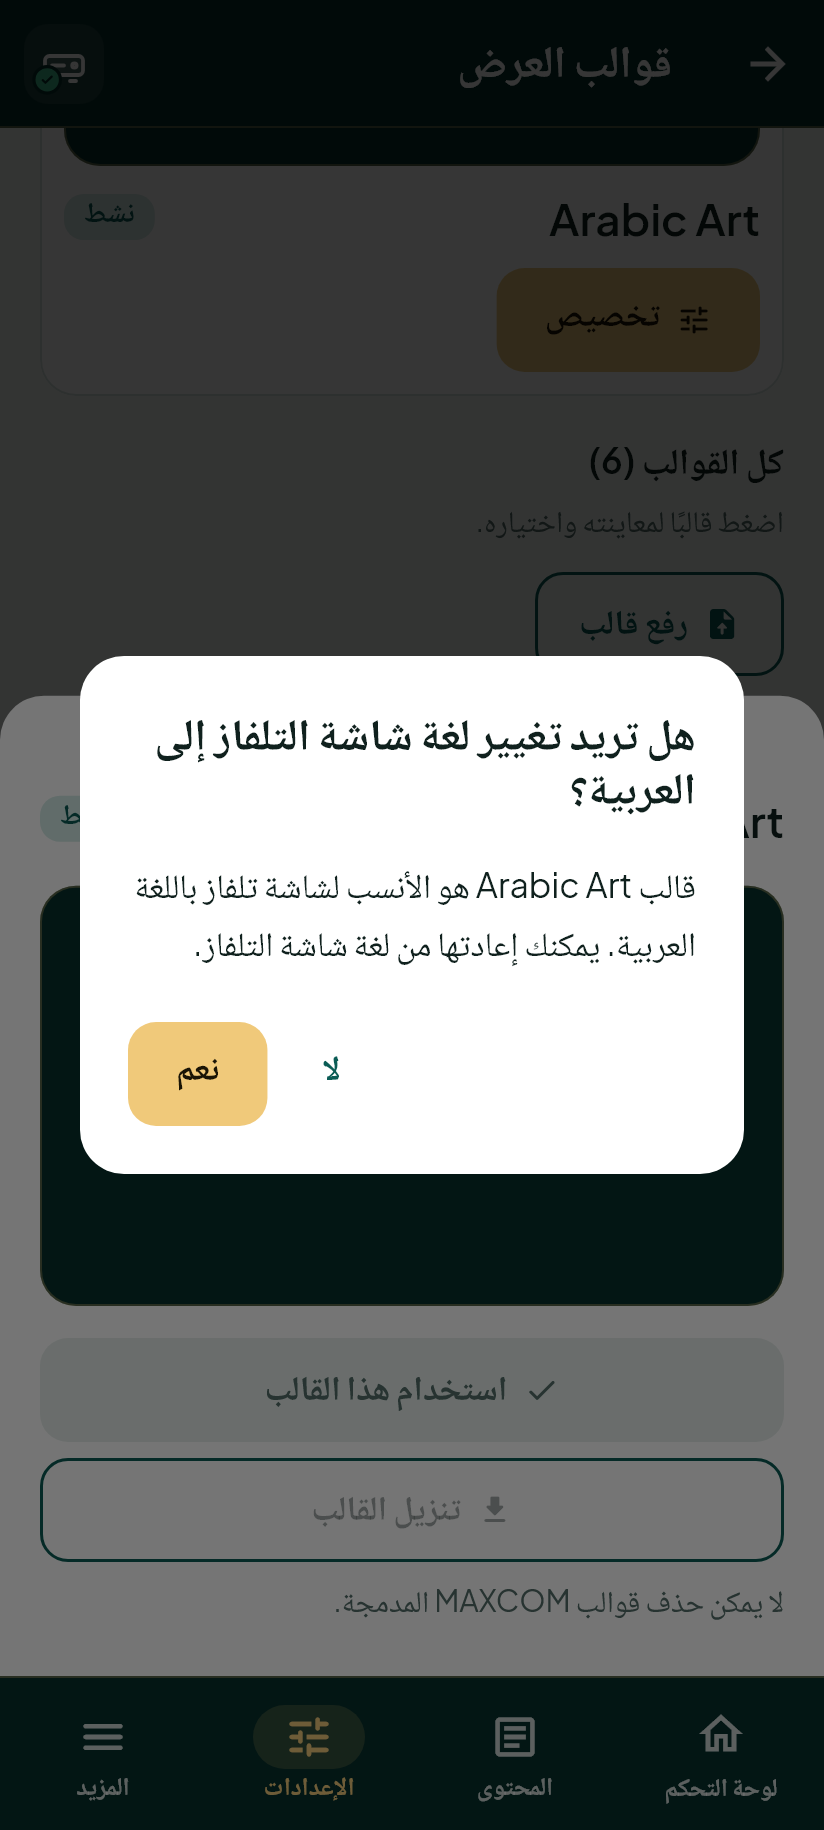 قوالب العرض
Arabic Art
نشط
تخصيص
كل القوالب (6)
اضغط قالبًا لمعاينته واختياره.
رفع قالب
هل تريد تغيير لغة شاشة التلفاز إلى
العربية؟
قالب Arabic Art هو الأنسب لشاشة تلفاز باللغة
العربية. يمكنك إعادتها من لغة شاشة التلفاز.
لا
نعم
استخدام هذا القالب
تنزيل القالب
لا يمكن حذف قوالب MAXCOM المدمجة.
لوحة التحكم
المحتوى
الإعدادات
المزيد